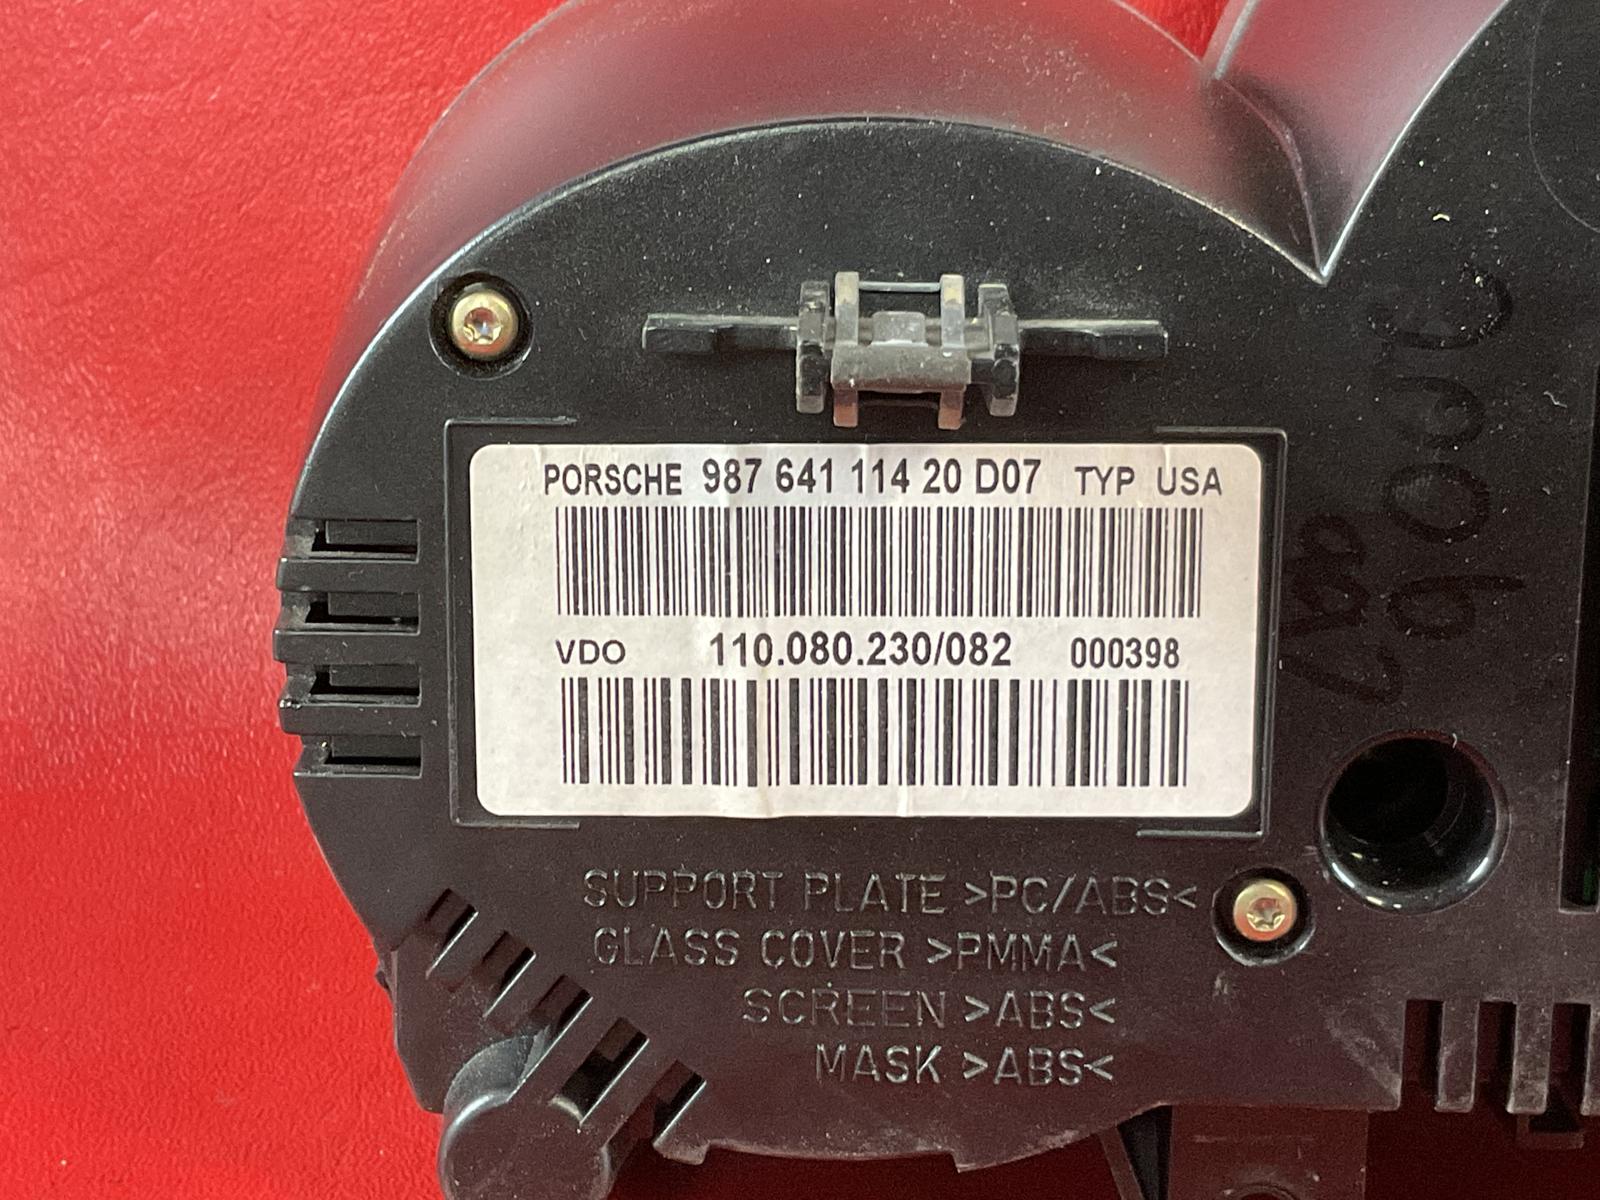 PORSCHE 987 641 114 20 D07 TYP USA
VDO 110.080.230/082 000398
SUPPORT PLATE >PC/ABS<
GLASS COVER >PMMA<
SCREEN >ABS<
MASK >ABS<